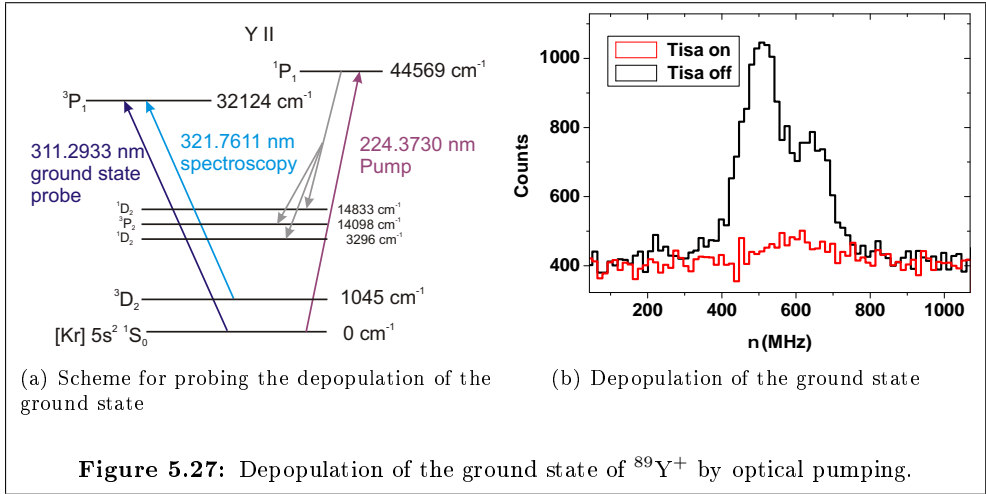 Y II
¹P₁ 44569 cm⁻¹
³P₁ 32124 cm⁻¹
311.2933 nm
ground state
probe
321.7611 nm
spectroscopy
224.3730 nm
Pump
¹D₂ 14833 cm⁻¹
³P₂ 14098 cm⁻¹
¹D₂ 3296 cm⁻¹
³D₂ 1045 cm⁻¹
[Kr] 5s² ¹S₀ 0 cm⁻¹
(a) Scheme for probing the depopulation of the
ground state
Tisa on
Tisa off
Counts
1000
800
600
400
200 400 600 800 1000
n (MHz)
(b) Depopulation of the ground state
Figure 5.27: Depopulation of the ground state of ⁸⁹Y⁺ by optical pumping.